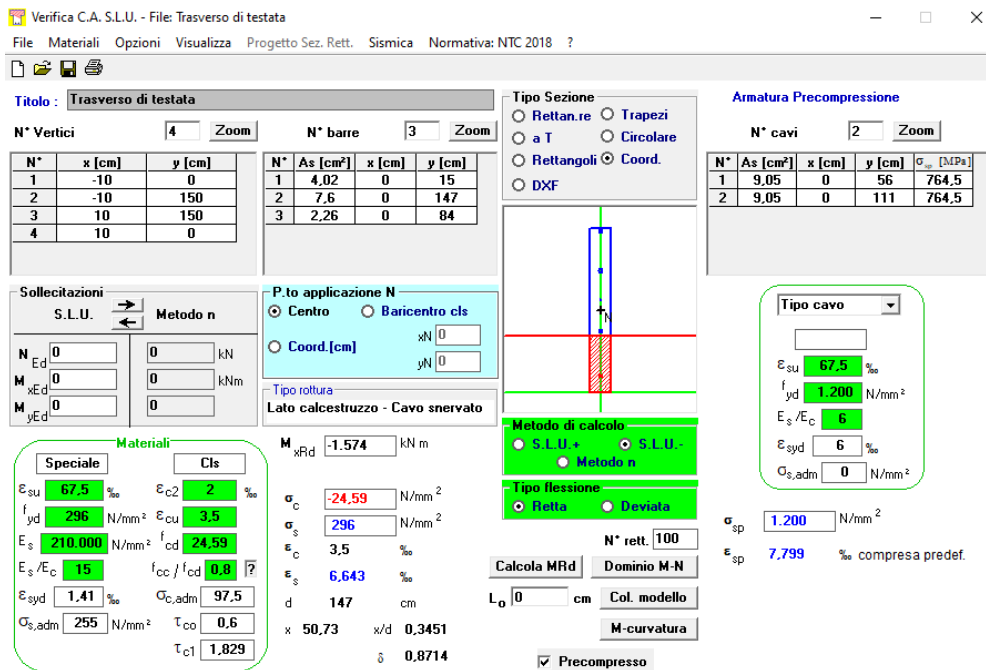 Verifica C.A. S.L.U. - File: Trasverso di testata
File Materiali Opzioni Visualizza Progetto Sez. Rett. Sismica Normativa: NTC 2018 ?
Titolo : Trasverso di testata
N° Vertici 4 Zoom
N° x [cm] y [cm]
1 -10 0
2 -10 150
3 10 150
4 10 0
N° barre 3 Zoom
N° As [cm²] x [cm] y [cm]
1 4,02 0 15
2 7,6 0 147
3 2,26 0 84
Tipo Sezione
Rettan.re Trapezi
a T Circolare
Rettangoli Coord.
DXF
Armatura Precompressione
N° cavi 2 Zoom
N° As [cm²] x [cm] y [cm] σsp [MPa]
1 9,05 0 56 764,5
2 9,05 0 111 764,5
Sollecitazioni
S.L.U. Metodo n
N Ed 0 0 kN
M xEd 0 0 kNm
M yEd 0 0
P.to applicazione N
Centro Baricentro cls
Coord.[cm] xN 0
yN 0
Tipo rottura
Lato calcestruzzo - Cavo snervato
N
Tipo cavo
εsu 67,5 ‰
fyd 1.200 N/mm²
Es /Ec 6
εsyd 6 ‰
σs,adm 0 N/mm²
Materiali
Speciale Cls
εsu 67,5 ‰ εc2 2 ‰
fyd 296 N/mm² εcu 3,5
Es 210.000 N/mm² fcd 24,59
Es /Ec 15 fcc / fcd 0,8 ?
εsyd 1,41 ‰ σc,adm 97,5
σs,adm 255 N/mm² τco 0,6
τc1 1,829
M xRd -1.574 kN m
σc -24,59 N/mm²
σs 296 N/mm²
εc 3,5 ‰
εs 6,643 ‰
d 147 cm
x 50,73 x/d 0,3451
δ 0,8714
Metodo di calcolo
S.L.U.+ S.L.U.-
Metodo n
Tipo flessione
Retta Deviata
N° rett. 100
Calcola MRd Dominio M-N
Lo 0 cm Col. modello
M-curvatura
Precompresso
σsp 1.200 N/mm²
εsp 7,799 ‰ compresa predef.